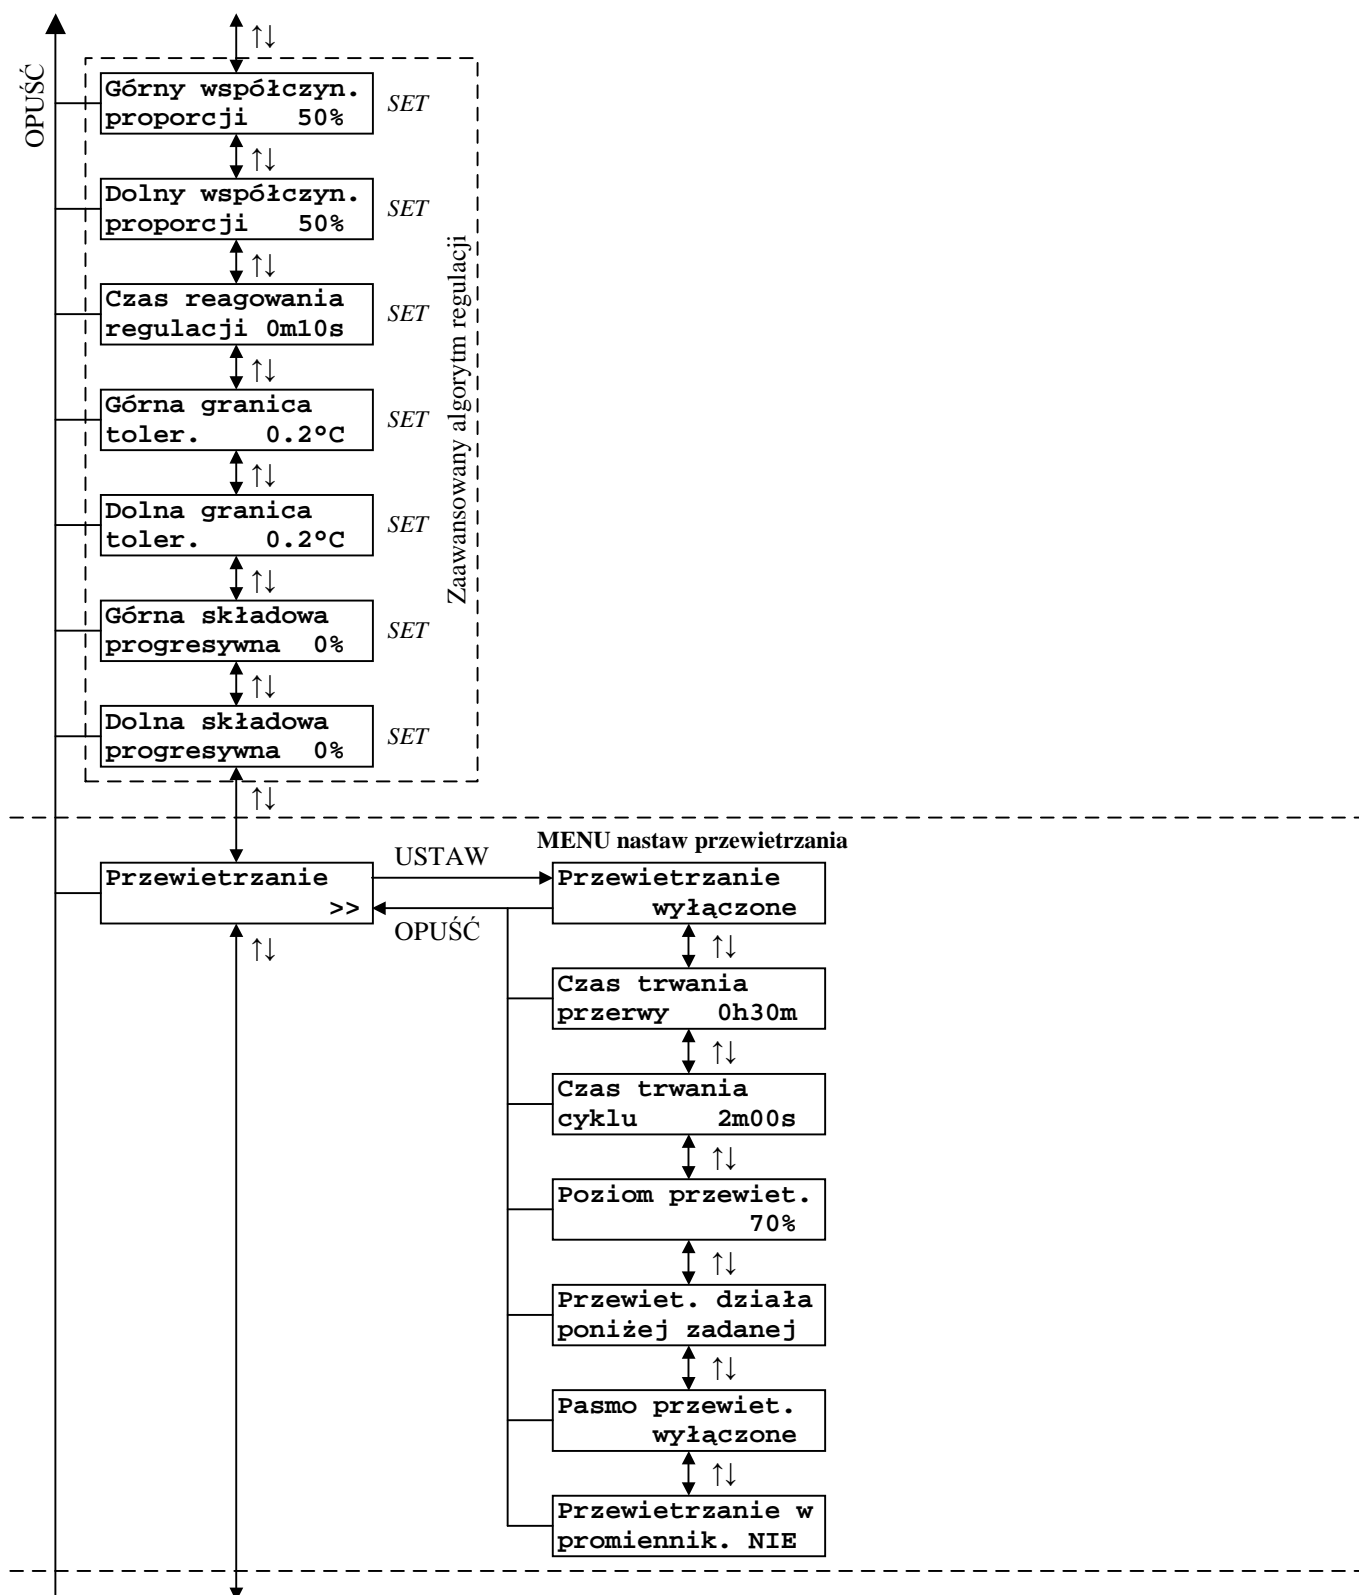 ↑↓
OPUŚĆ
Górny współczyn.
proporcji 50%
SET
↑↓
Dolny współczyn.
proporcji 50%
SET
↑↓
Czas reagowania
regulacji 0m10s
SET
↑↓
Górna granica
toler. 0.2°C
SET
↑↓
Dolna granica
toler. 0.2°C
SET
↑↓
Górna składowa
progresywna 0%
SET
↑↓
Dolna składowa
progresywna 0%
SET
Zaawansowany algorytm regulacji
↑↓
MENU nastaw przewietrzania
Przewietrzanie
>>
USTAW
OPUŚĆ
↑↓
Przewietrzanie
wyłączone
↑↓
Czas trwania
przerwy 0h30m
↑↓
Czas trwania
cyklu 2m00s
↑↓
Poziom przewiet.
70%
↑↓
Przewiet. działa
poniżej zadanej
↑↓
Pasmo przewiet.
wyłączone
↑↓
Przewietrzanie w
promiennik. NIE